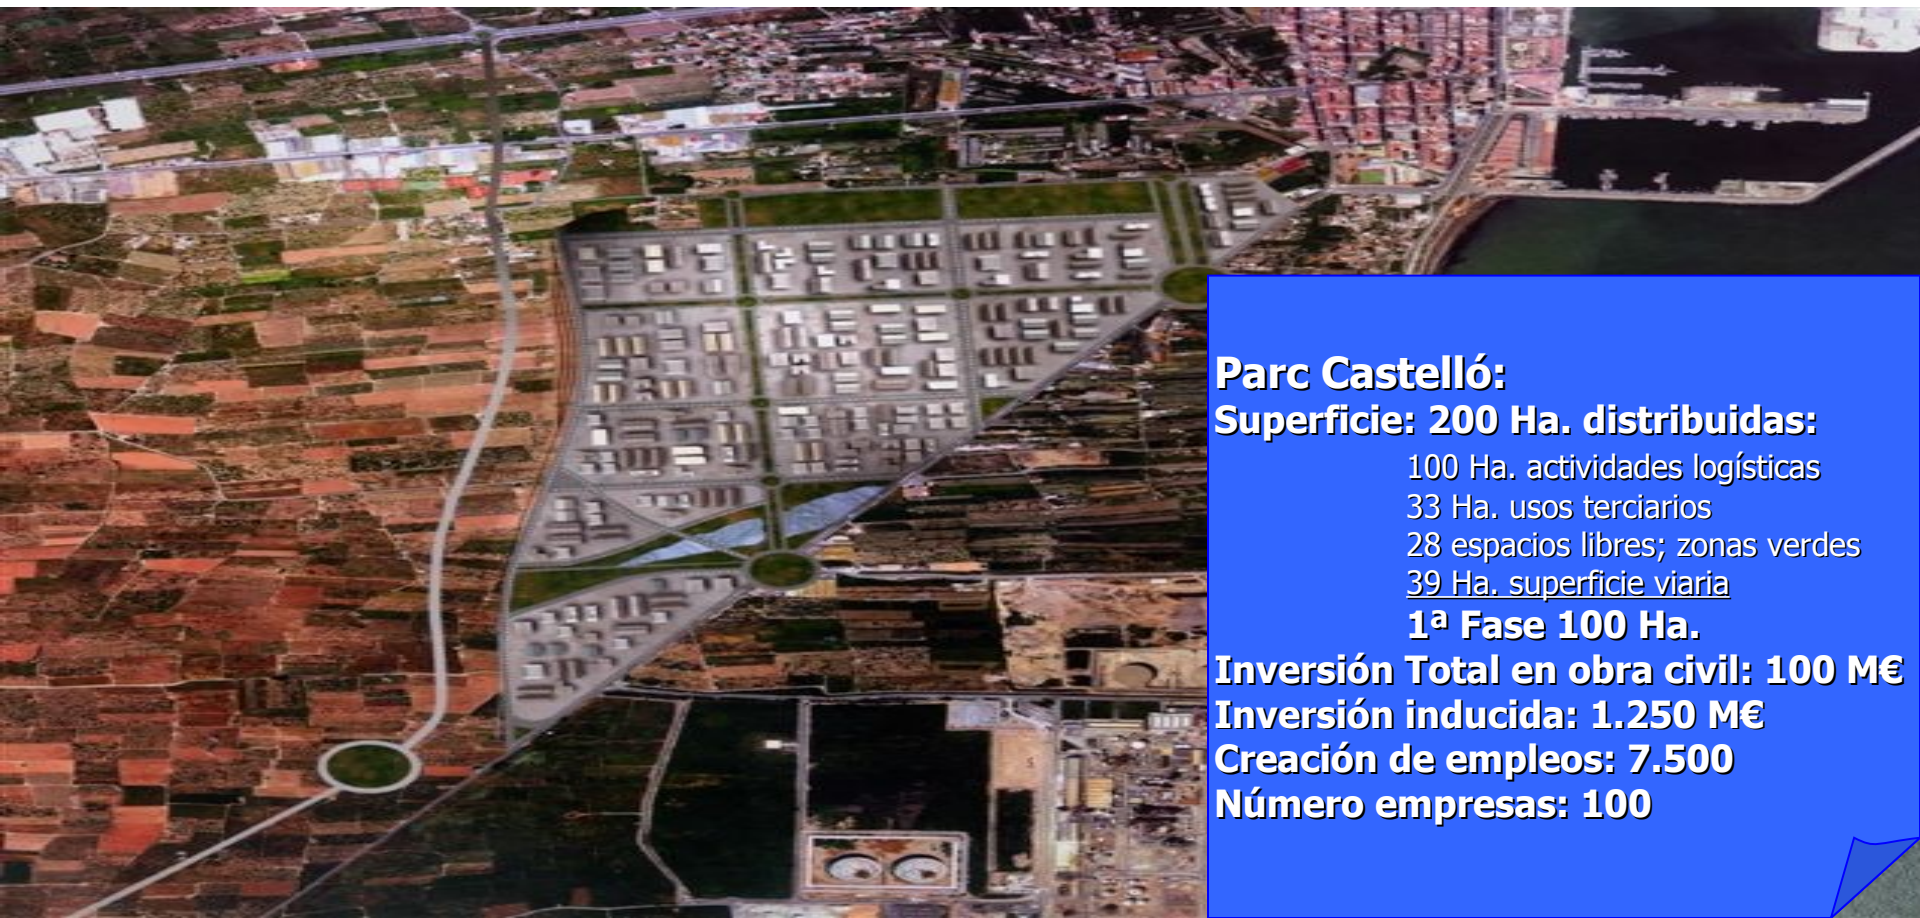 Parc Castelló:
Superficie: 200 Ha. distribuidas:
100 Ha. actividades logísticas
33 Ha. usos terciarios
28 espacios libres; zonas verdes
39 Ha. superficie viaria
1ª Fase 100 Ha.
Inversión Total en obra civil: 100 M€
Inversión inducida: 1.250 M€
Creación de empleos: 7.500
Número empresas: 100